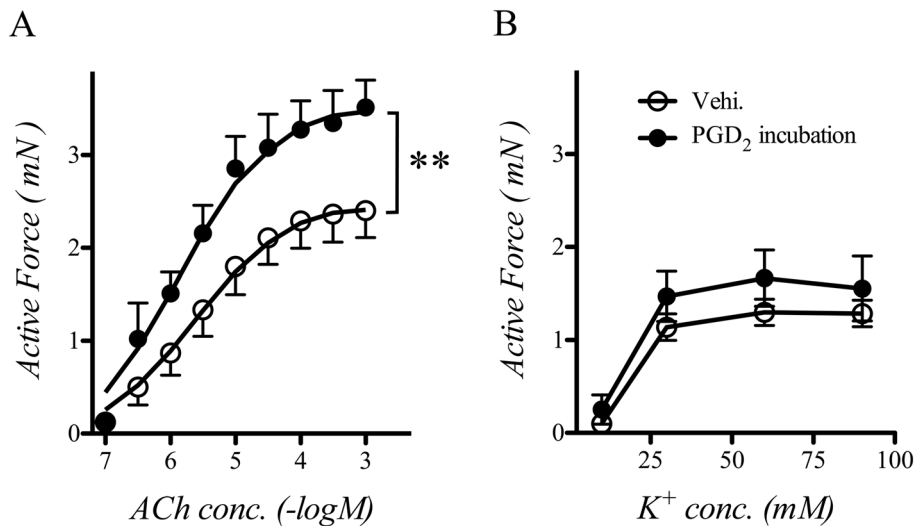 A
Active Force ( mN )
3
2
1
0
**
7 6 5 4 3
ACh conc. (-logM)
B
Active Force ( mN )
3
2
1
0
Vehi.
PGD₂ incubation
25 50 75 100
K⁺ conc. (mM)